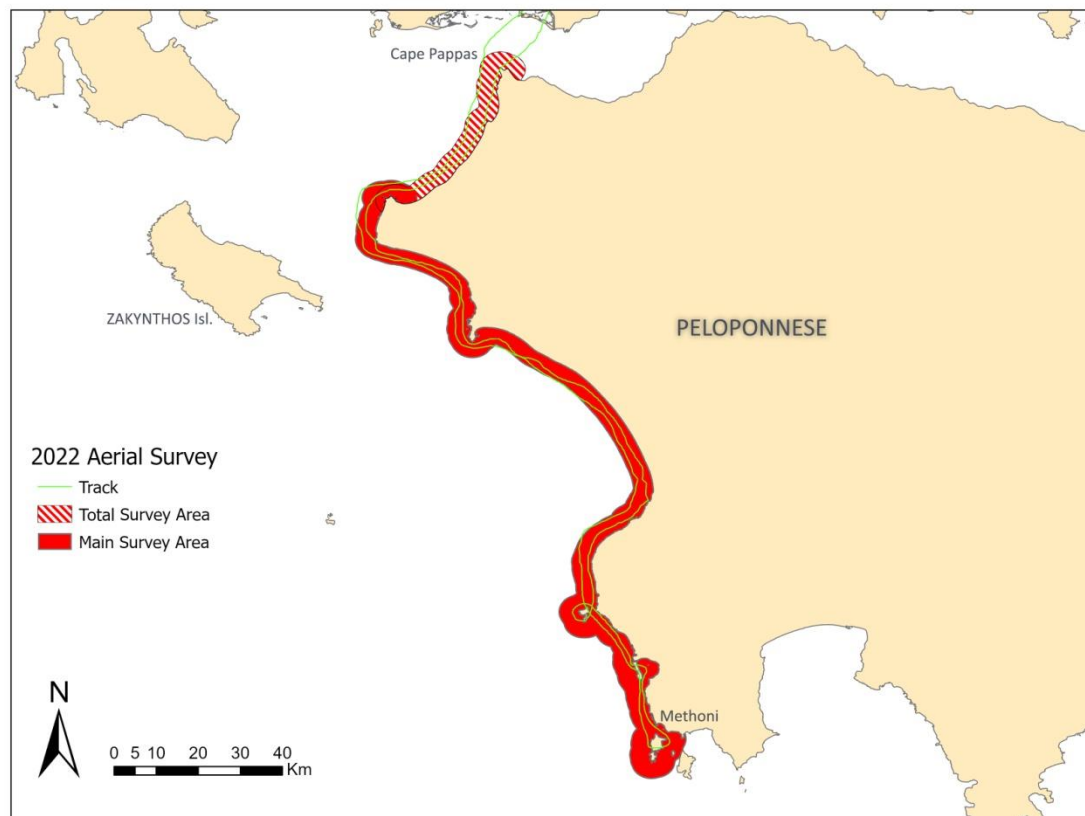 Cape Pappas
ZAKYNTHOS Isl.
PELOPONNESE
2022 Aerial Survey
Track
Total Survey Area
Main Survey Area
Methoni
N
0 5 10 20 30 40
Km